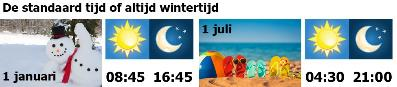 De standaard tijd of altijd wintertijd
1 januari
08:45 16:45
1 juli
04:30 21:00